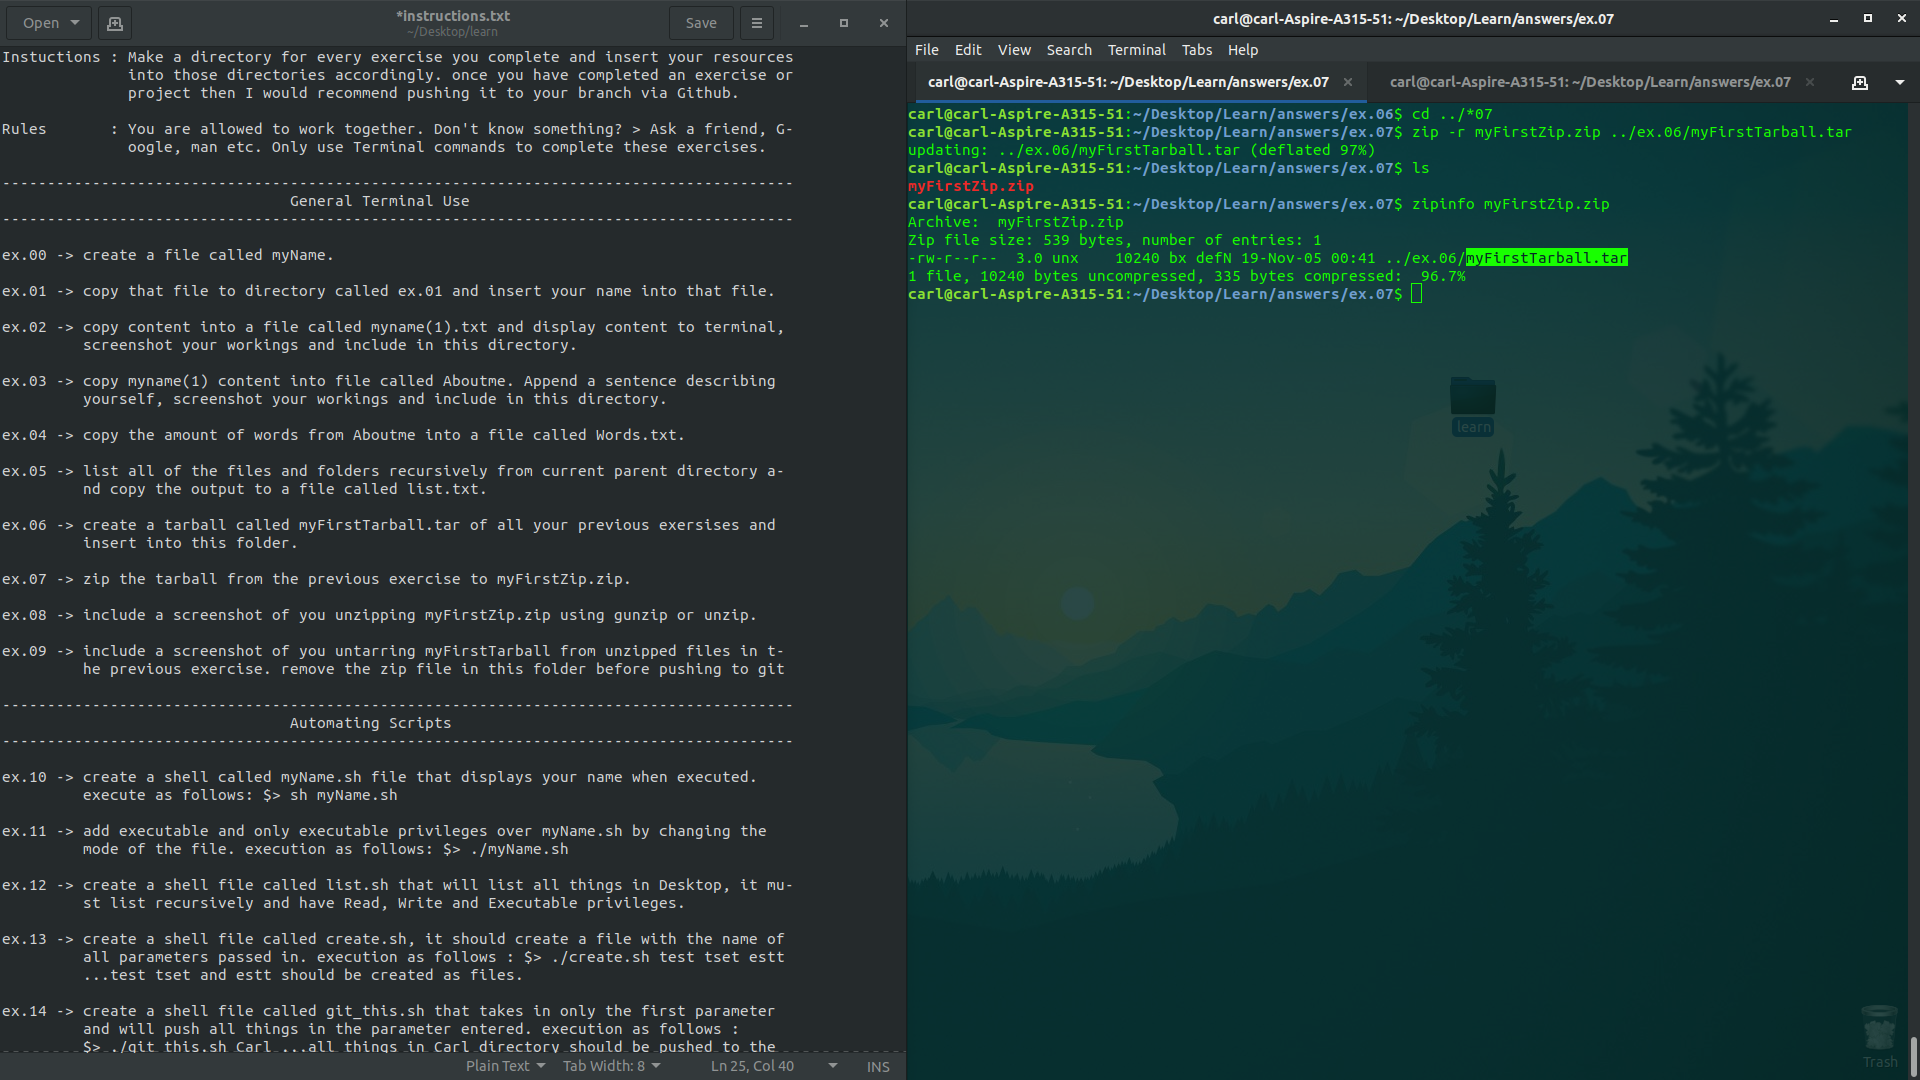 Open
*instructions.txt
~/Desktop/learn
Save
Instuctions : Make a directory for every exercise you complete and insert your resources
into those directories accordingly. once you have completed an exercise or
project then I would recommend pushing it to your branch via Github.
Rules : You are allowed to work together. Don't know something? > Ask a friend, G-
oogle, man etc. Only use Terminal commands to complete these exercises.
----------------------------------------------------------------------------------------
General Terminal Use
----------------------------------------------------------------------------------------
ex.00 -> create a file called myName.
ex.01 -> copy that file to directory called ex.01 and insert your name into that file.
ex.02 -> copy content into a file called myname(1).txt and display content to terminal,
screenshot your workings and include in this directory.
ex.03 -> copy myname(1) content into file called Aboutme. Append a sentence describing
yourself, screenshot your workings and include in this directory.
ex.04 -> copy the amount of words from Aboutme into a file called Words.txt.
ex.05 -> list all of the files and folders recursively from current parent directory a-
nd copy the output to a file called list.txt.
ex.06 -> create a tarball called myFirstTarball.tar of all your previous exersises and
insert into this folder.
ex.07 -> zip the tarball from the previous exercise to myFirstZip.zip.
ex.08 -> include a screenshot of you unzipping myFirstZip.zip using gunzip or unzip.
ex.09 -> include a screenshot of you untarring myFirstTarball from unzipped files in t-
he previous exercise. remove the zip file in this folder before pushing to git
----------------------------------------------------------------------------------------
Automating Scripts
----------------------------------------------------------------------------------------
ex.10 -> create a shell called myName.sh file that displays your name when executed.
execute as follows: $> sh myName.sh
ex.11 -> add executable and only executable privileges over myName.sh by changing the
mode of the file. execution as follows: $> ./myName.sh
ex.12 -> create a shell file called list.sh that will list all things in Desktop, it mu-
st list recursively and have Read, Write and Executable privileges.
ex.13 -> create a shell file called create.sh, it should create a file with the name of
all parameters passed in. execution as follows : $> ./create.sh test tset estt
...test tset and estt should be created as files.
ex.14 -> create a shell file called git_this.sh that takes in only the first parameter
and will push all things in the parameter entered. execution as follows :
$> ./git_this.sh Carl ...all things in Carl directory should be pushed to the
Plain Text
Tab Width: 8
Ln 25, Col 40
INS
carl@carl-Aspire-A315-51: ~/Desktop/Learn/answers/ex.07
File Edit View Search Terminal Tabs Help
carl@carl-Aspire-A315-51: ~/Desktop/Learn/answers/ex.07
carl@carl-Aspire-A315-51: ~/Desktop/Learn/answers/ex.07
carl@carl-Aspire-A315-51:~/Desktop/Learn/answers/ex.06$ cd ../*07
carl@carl-Aspire-A315-51:~/Desktop/Learn/answers/ex.07$ zip -r myFirstZip.zip ../ex.06/myFirstTarball.tar
updating: ../ex.06/myFirstTarball.tar (deflated 97%)
carl@carl-Aspire-A315-51:~/Desktop/Learn/answers/ex.07$ ls
myFirstZip.zip
carl@carl-Aspire-A315-51:~/Desktop/Learn/answers/ex.07$ zipinfo myFirstZip.zip
Archive:  myFirstZip.zip
Zip file size: 539 bytes, number of entries: 1
-rw-r--r--  3.0 unx    10240 bx defN 19-Nov-05 00:41 ../ex.06/myFirstTarball.tar
1 file, 10240 bytes uncompressed, 335 bytes compressed:  96.7%
carl@carl-Aspire-A315-51:~/Desktop/Learn/answers/ex.07$
learn
Trash